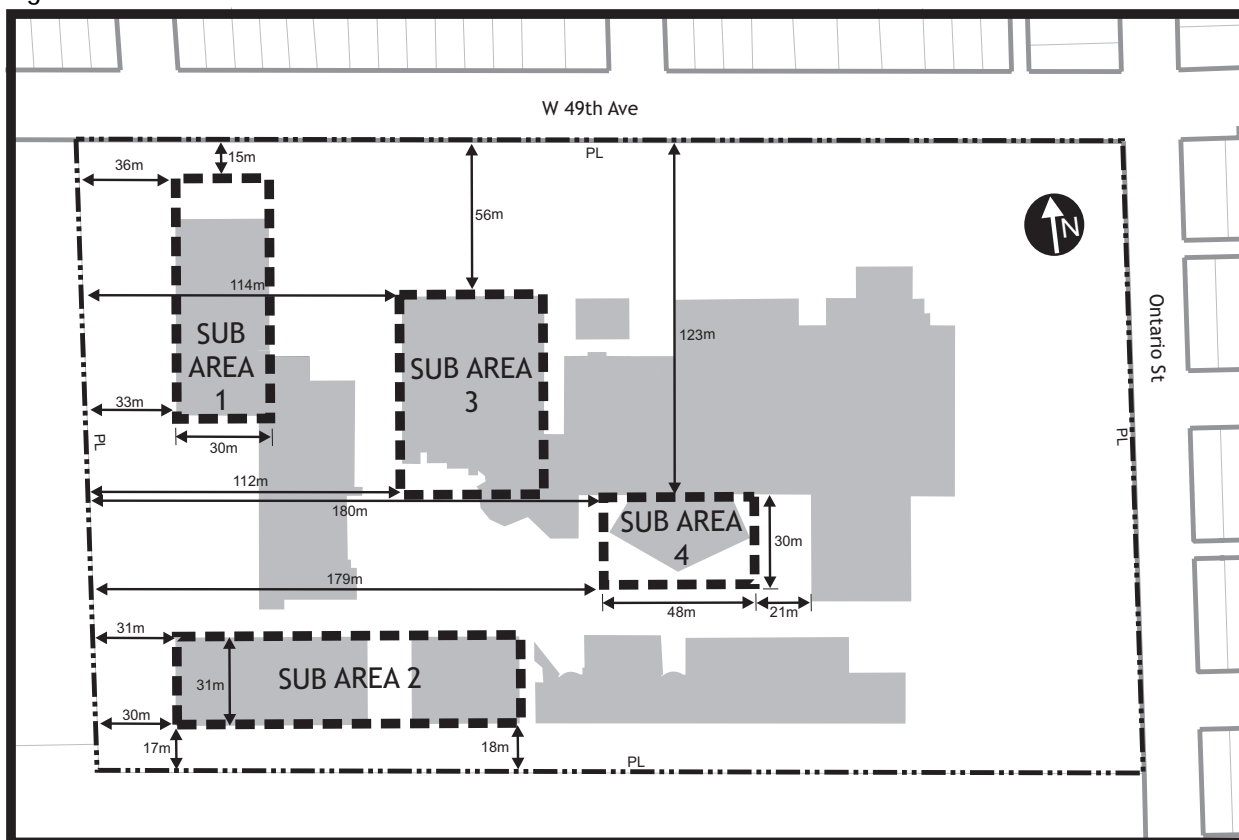 W 49th Ave
PL
15m
36m
56m
N
114m
123m
Ontario St
SUB
AREA
1
SUB AREA
3
33m
PL
PL
30m
112m
180m
SUB AREA
4
30m
179m
48m
21m
31m
SUB AREA 2
31m
30m
17m
18m
PL